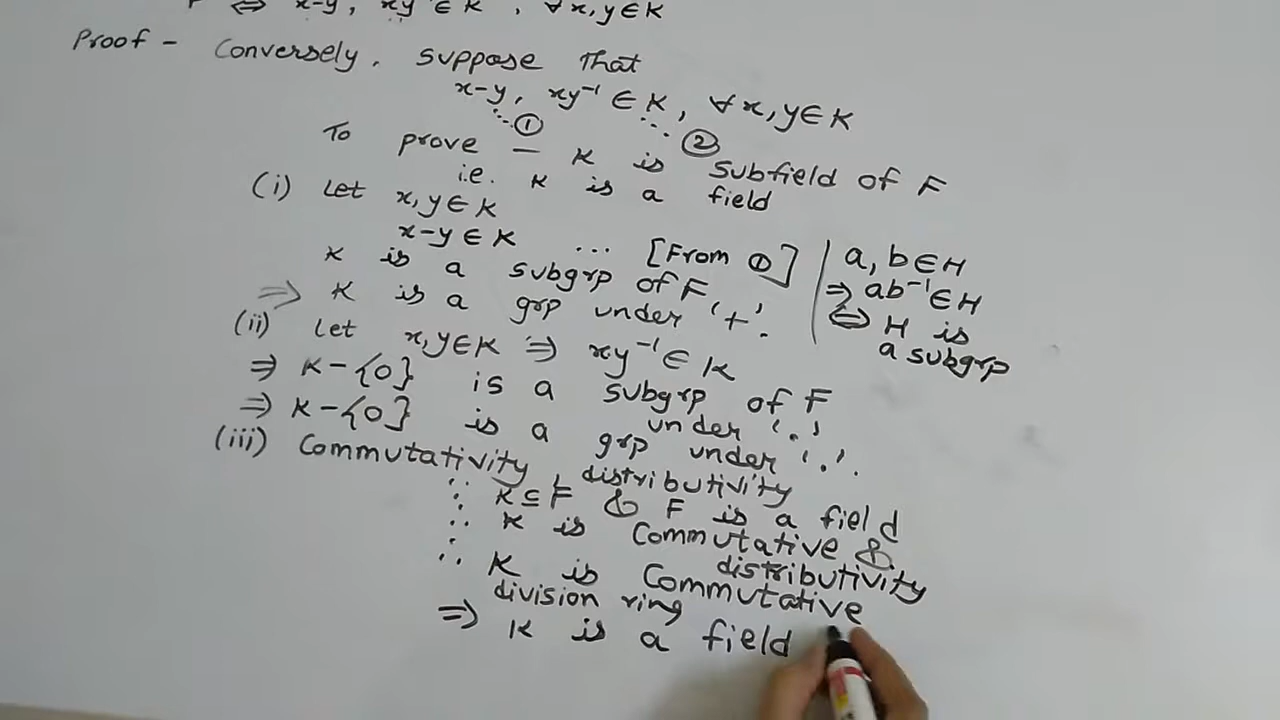 ⇔ x-y, xy⁻¹ ∈ K, ∀x,y∈K
Proof - Conversely, suppose that
x-y, xy⁻¹ ∈ K, ∀x,y∈K
... ① ... ②
To prove — K is subfield of F
i.e. K is a field
(i) Let x,y∈K
x-y∈K ... [From ①]
K is a subgrp of F
⇒ K is a grp under '+'.
a,b∈H
⇒ ab⁻¹∈H
⇔ H is
a subgrp
(ii) Let x,y∈K ⇒ xy⁻¹∈K
⇒ K-{0} is a subgrp of F
under '.'
⇒ K-{0} is a grp under '.'.
(iii) Commutativity, distributivity
∵ K⊆F & F is a field
∴ K is Commutative &
distributivity
∴ K is Commutative
division ring
⇒ K is a field